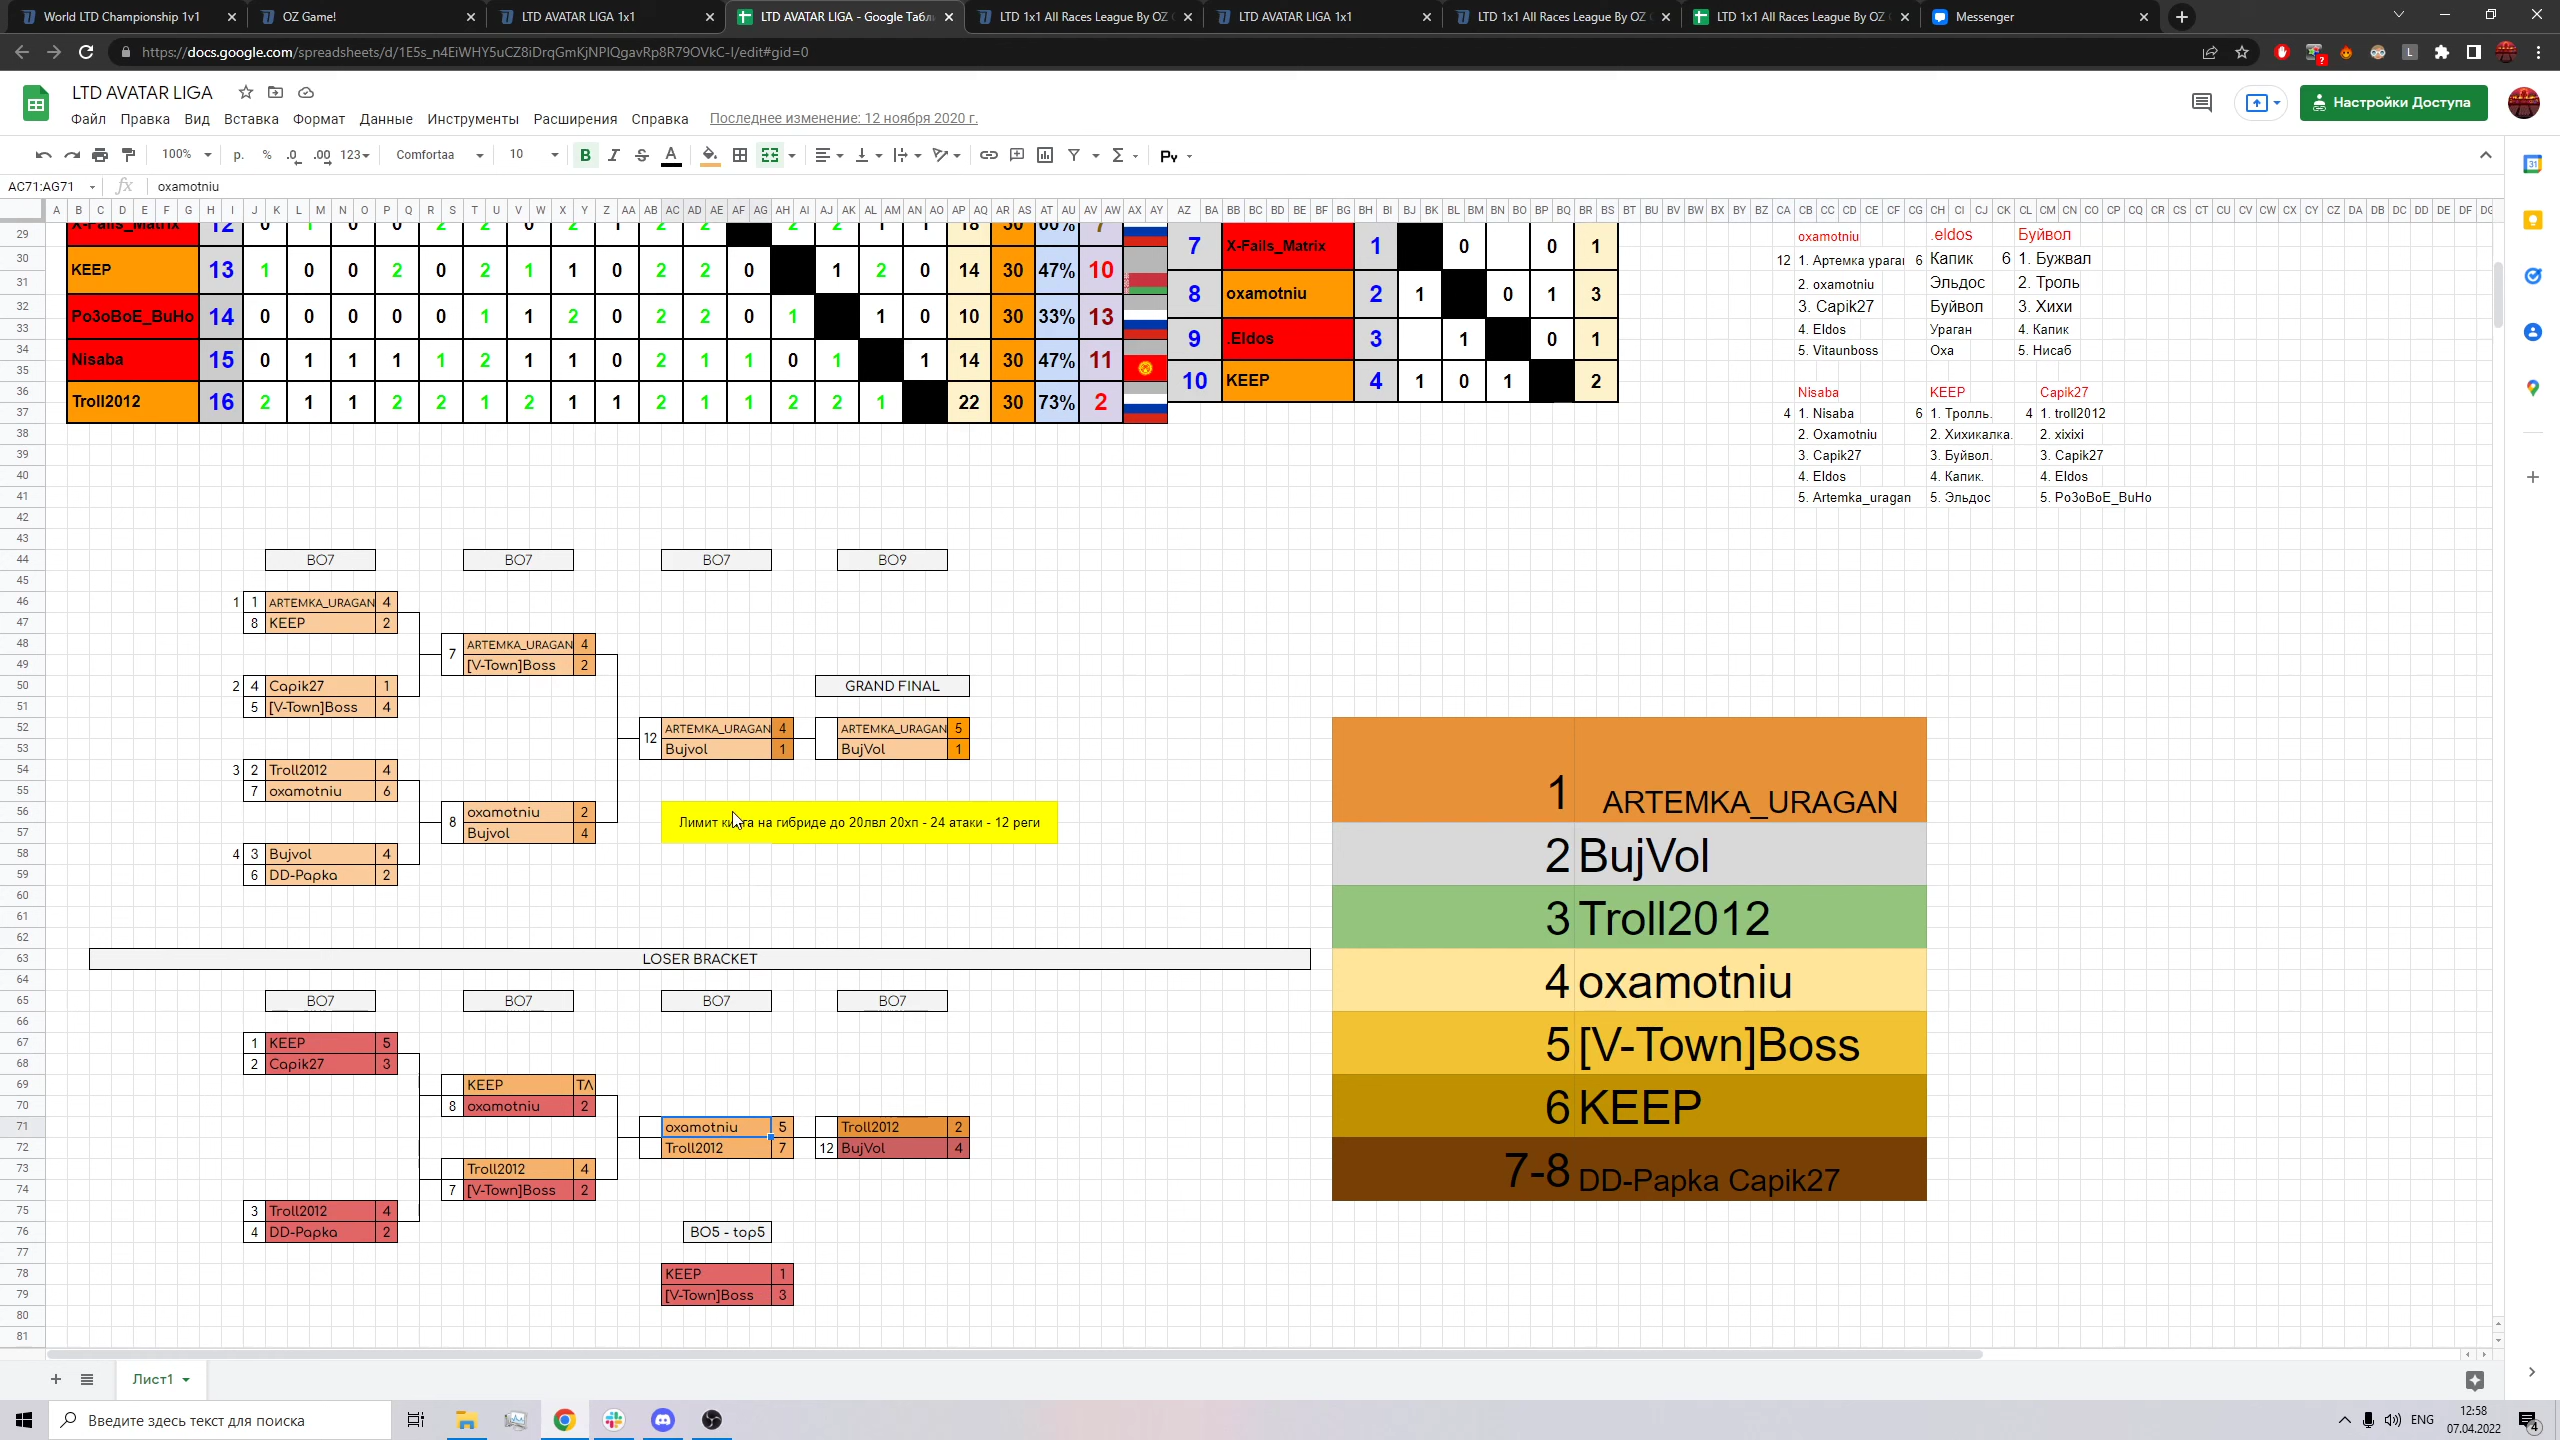 World LTD Championship 1v1
OZ Game!
LTD AVATAR LIGA 1x1
LTD AVATAR LIGA - Google Табл
LTD 1x1 All Races League By OZ
LTD AVATAR LIGA 1x1
LTD 1x1 All Races League By OZ
LTD 1x1 All Races League By OZ
Messenger
LTD AVATAR LIGA
Файл Правка Вид Вставка Формат Данные Инструменты Расширения Справка Последнее изменение: 12 ноября 2020 г.
Настройки Доступа
100% р. % .0 .00 123 Comfortaa 10 B
AC71:AG71 fx oxamotniu
X-Fails_Matrix 12
KEEP 13 1 0 0 2 0 2 1 1 0 2 2 0 1 2 0 14 30 47% 10
Po3oBoE_BuHo 14 0 0 0 0 0 1 1 2 0 2 2 0 1 1 0 10 30 33% 13
Nisaba 15 0 1 1 1 1 2 1 1 0 2 1 1 0 1 1 14 30 47% 11
Troll2012 16 2 1 1 2 2 1 2 1 1 2 1 1 2 2 1 22 30 73% 2
7 X-Fails_Matrix 1 0 0 1
8 oxamotniu 2 1 0 1 3
9 .Eldos 3 1 0 1
10 KEEP 4 1 0 1 2
oxamotniu .eldos Буйвол
12 1. Артемка ураган 6 Капик 6 1. Бужвал
2. oxamotniu Эльдос 2. Троль
3. Capik27 Буйвол 3. Хихи
4. Eldos Ураган 4. Капик
5. Vitaunboss Оха 5. Нисаб
Nisaba KEEP Capik27
4 1. Nisaba 6 1. Тролль. 4 1. troll2012
2. Oxamotniu 2. Хихикалка. 2. xixixi
3. Capik27 3. Буйвол. 3. Capik27
4. Eldos 4. Капик. 4. Eldos
5. Artemka_uragan 5. Эльдос 5. Po3oBoE_BuHo
BO7 BO7 BO7 BO9
1 1 ARTEMKA_URAGAN 4
8 KEEP 2
7 ARTEMKA_URAGAN 4
[V-Town]Boss 2
2 4 Capik27 1
5 [V-Town]Boss 4
GRAND FINAL
12 ARTEMKA_URAGAN 4
Bujvol 1
ARTEMKA_URAGAN 5
BujVol 1
3 2 Troll2012 4
7 oxamotniu 6
8 oxamotniu 2
Bujvol 4
Лимит кинга на гибриде до 20лвл 20хп - 24 атаки - 12 реги
4 3 Bujvol 4
6 DD-Papka 2
LOSER BRACKET
BO7 BO7 BO7 BO7
1 KEEP 5
2 Capik27 3
KEEP ТЛ
8 oxamotniu 2
oxamotniu 5
Troll2012 7
Troll2012 2
12 BujVol 4
Troll2012 4
7 [V-Town]Boss 2
3 Troll2012 4
4 DD-Papka 2
BO5 - top5
KEEP 1
[V-Town]Boss 3
1 ARTEMKA_URAGAN
2 BujVol
3 Troll2012
4 oxamotniu
5 [V-Town]Boss
6 KEEP
7-8 DD-Papka Capik27
Лист1
Введите здесь текст для поиска
ENG
12:58
07.04.2022
4